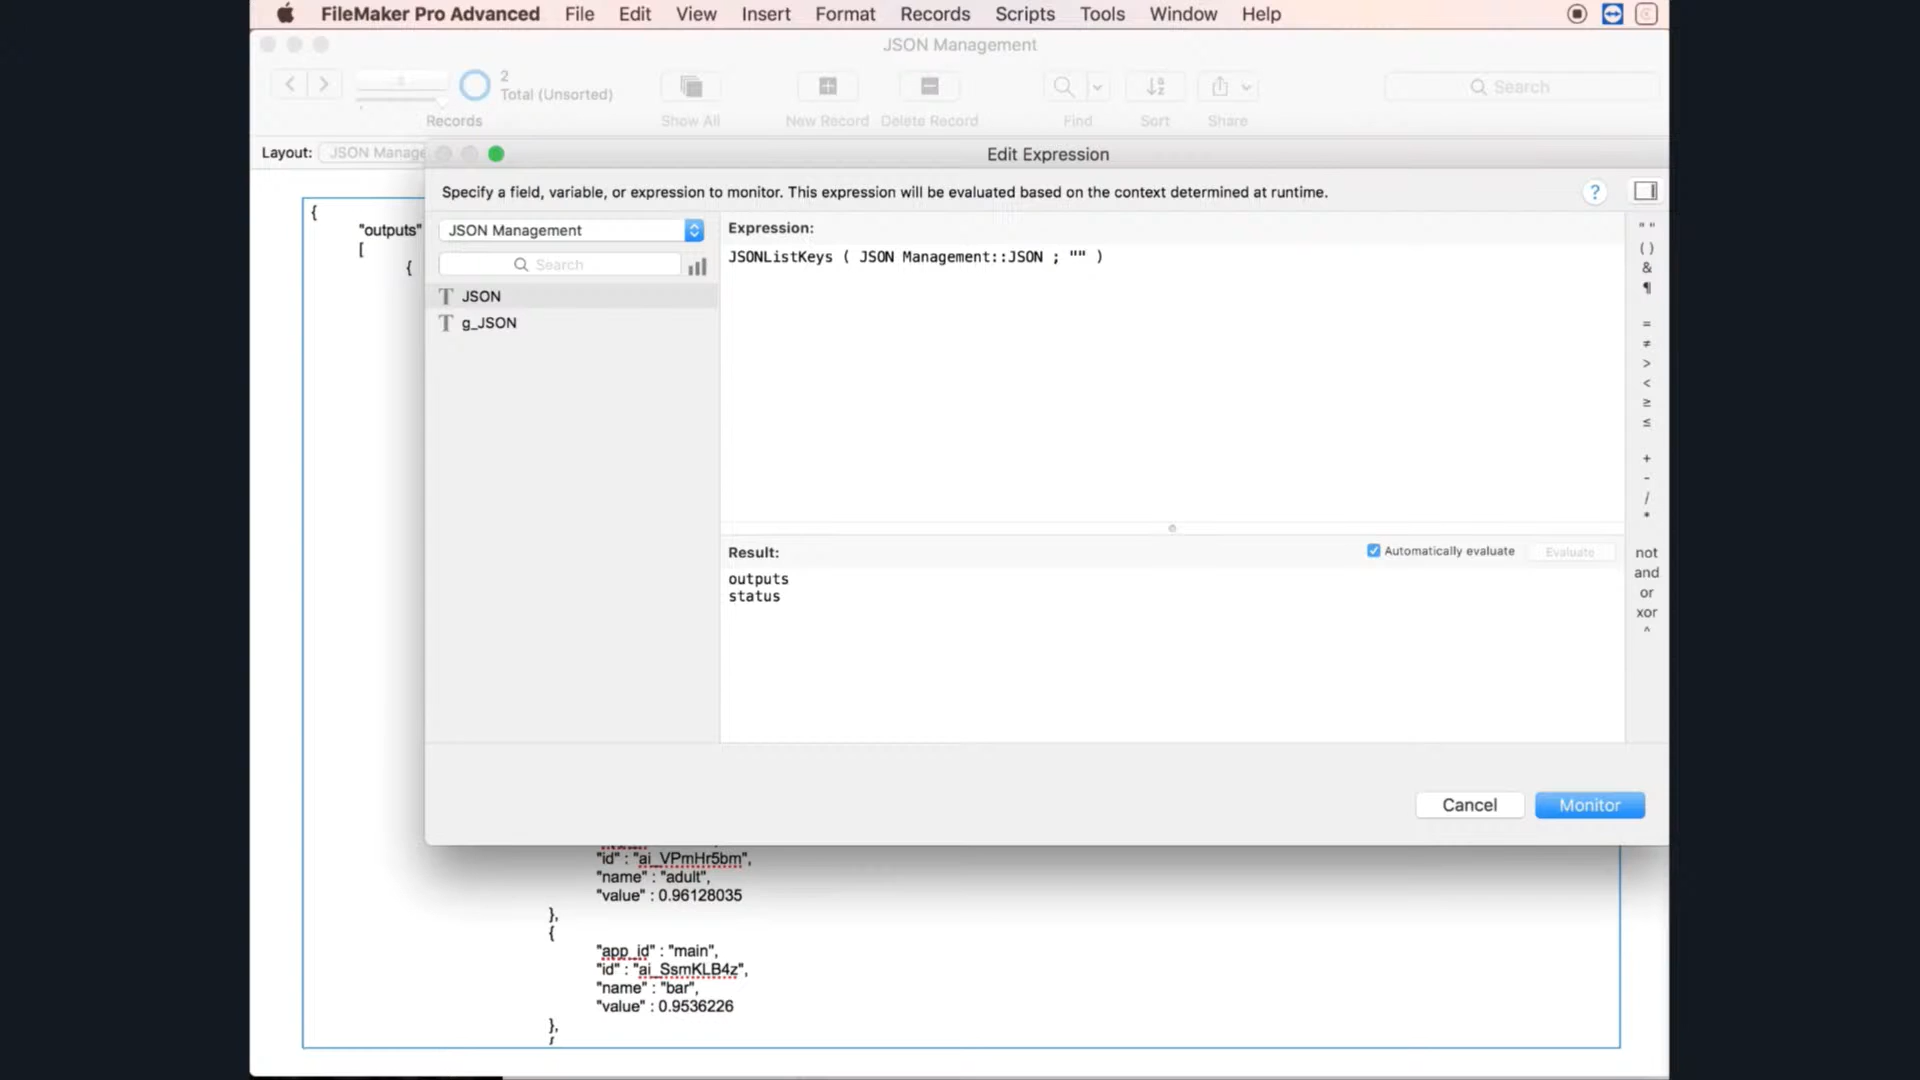 FileMaker Pro Advanced File Edit View Insert Format Records Scripts Tools Window Help
JSON Management
2
Total (Unsorted)
Search
Records Show All New Record Delete Record Find Sort Share
Layout: JSON Manage
Edit Expression
Specify a field, variable, or expression to monitor. This expression will be evaluated based on the context determined at runtime.
?
JSON Management
Search
T JSON
T g_JSON
Expression:
JSONListKeys ( JSON Management::JSON ; "" )
" "
( )
&
¶
=
≠
>
<
≥
≤
+
-
/
*
not
and
or
xor
^
Result:
Automatically evaluate
Evaluate
outputs
status
Cancel
Monitor
{
"outputs"
[
{
"id" : "ai_VPmHr5bm",
"name" : "adult",
"value" : 0.96128035
},
{
"app_id" : "main",
"id" : "ai_SsmKLB4z",
"name" : "bar",
"value" : 0.9536226
},